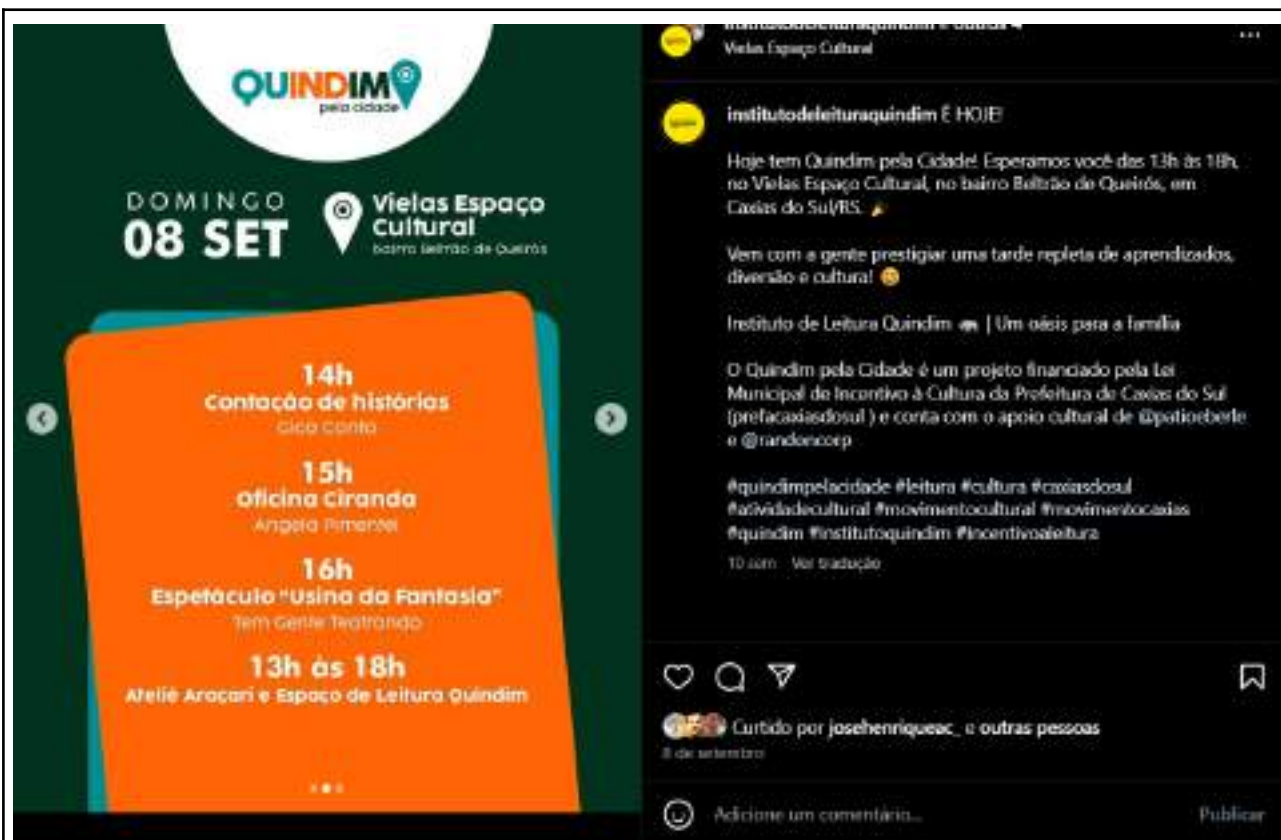 QUINDIM
pela cidade
DOMINGO
08 SET
Vielas Espaço
Cultural
bairro Beltrão de Queirós
14h
Contação de histórias
Gica Conta
15h
Oficina Ciranda
Angela Pimentel
16h
Espetáculo "Usina da Fantasia"
Tem Gente Teatrando
13h às 18h
Ateliê Araçari e Espaço de Leitura Quindim
institutodeleituraquindim e outros 4
Vielas Espaço Cultural
institutodeleituraquindim É HOJE!
Hoje tem Quindim pela Cidade! Esperamos você das 13h às 18h,
no Vielas Espaço Cultural, no bairro Beltrão de Queirós, em
Caxias do Sul/RS. 🎉
Vem com a gente prestigiar uma tarde repleta de aprendizados,
diversão e cultura! 😊
Instituto de Leitura Quindim 🦏 | Um oásis para a família
O Quindim pela Cidade é um projeto financiado pela Lei
Municipal de Incentivo à Cultura da Prefeitura de Caxias do Sul
(prefacaxiasdosul ) e conta com o apoio cultural de @patioeberle
e @randoncorp
#quindimpelacidade #leitura #cultura #caxiasdosul
#atividadecultural #movimentocultural #movimentocaxias
#quindim #institutoquindim #incentivoaleitura
10 sem Ver tradução
Curtido por josehenriqueac_ e outras pessoas
8 de setembro
Adicione um comentário...
Publicar